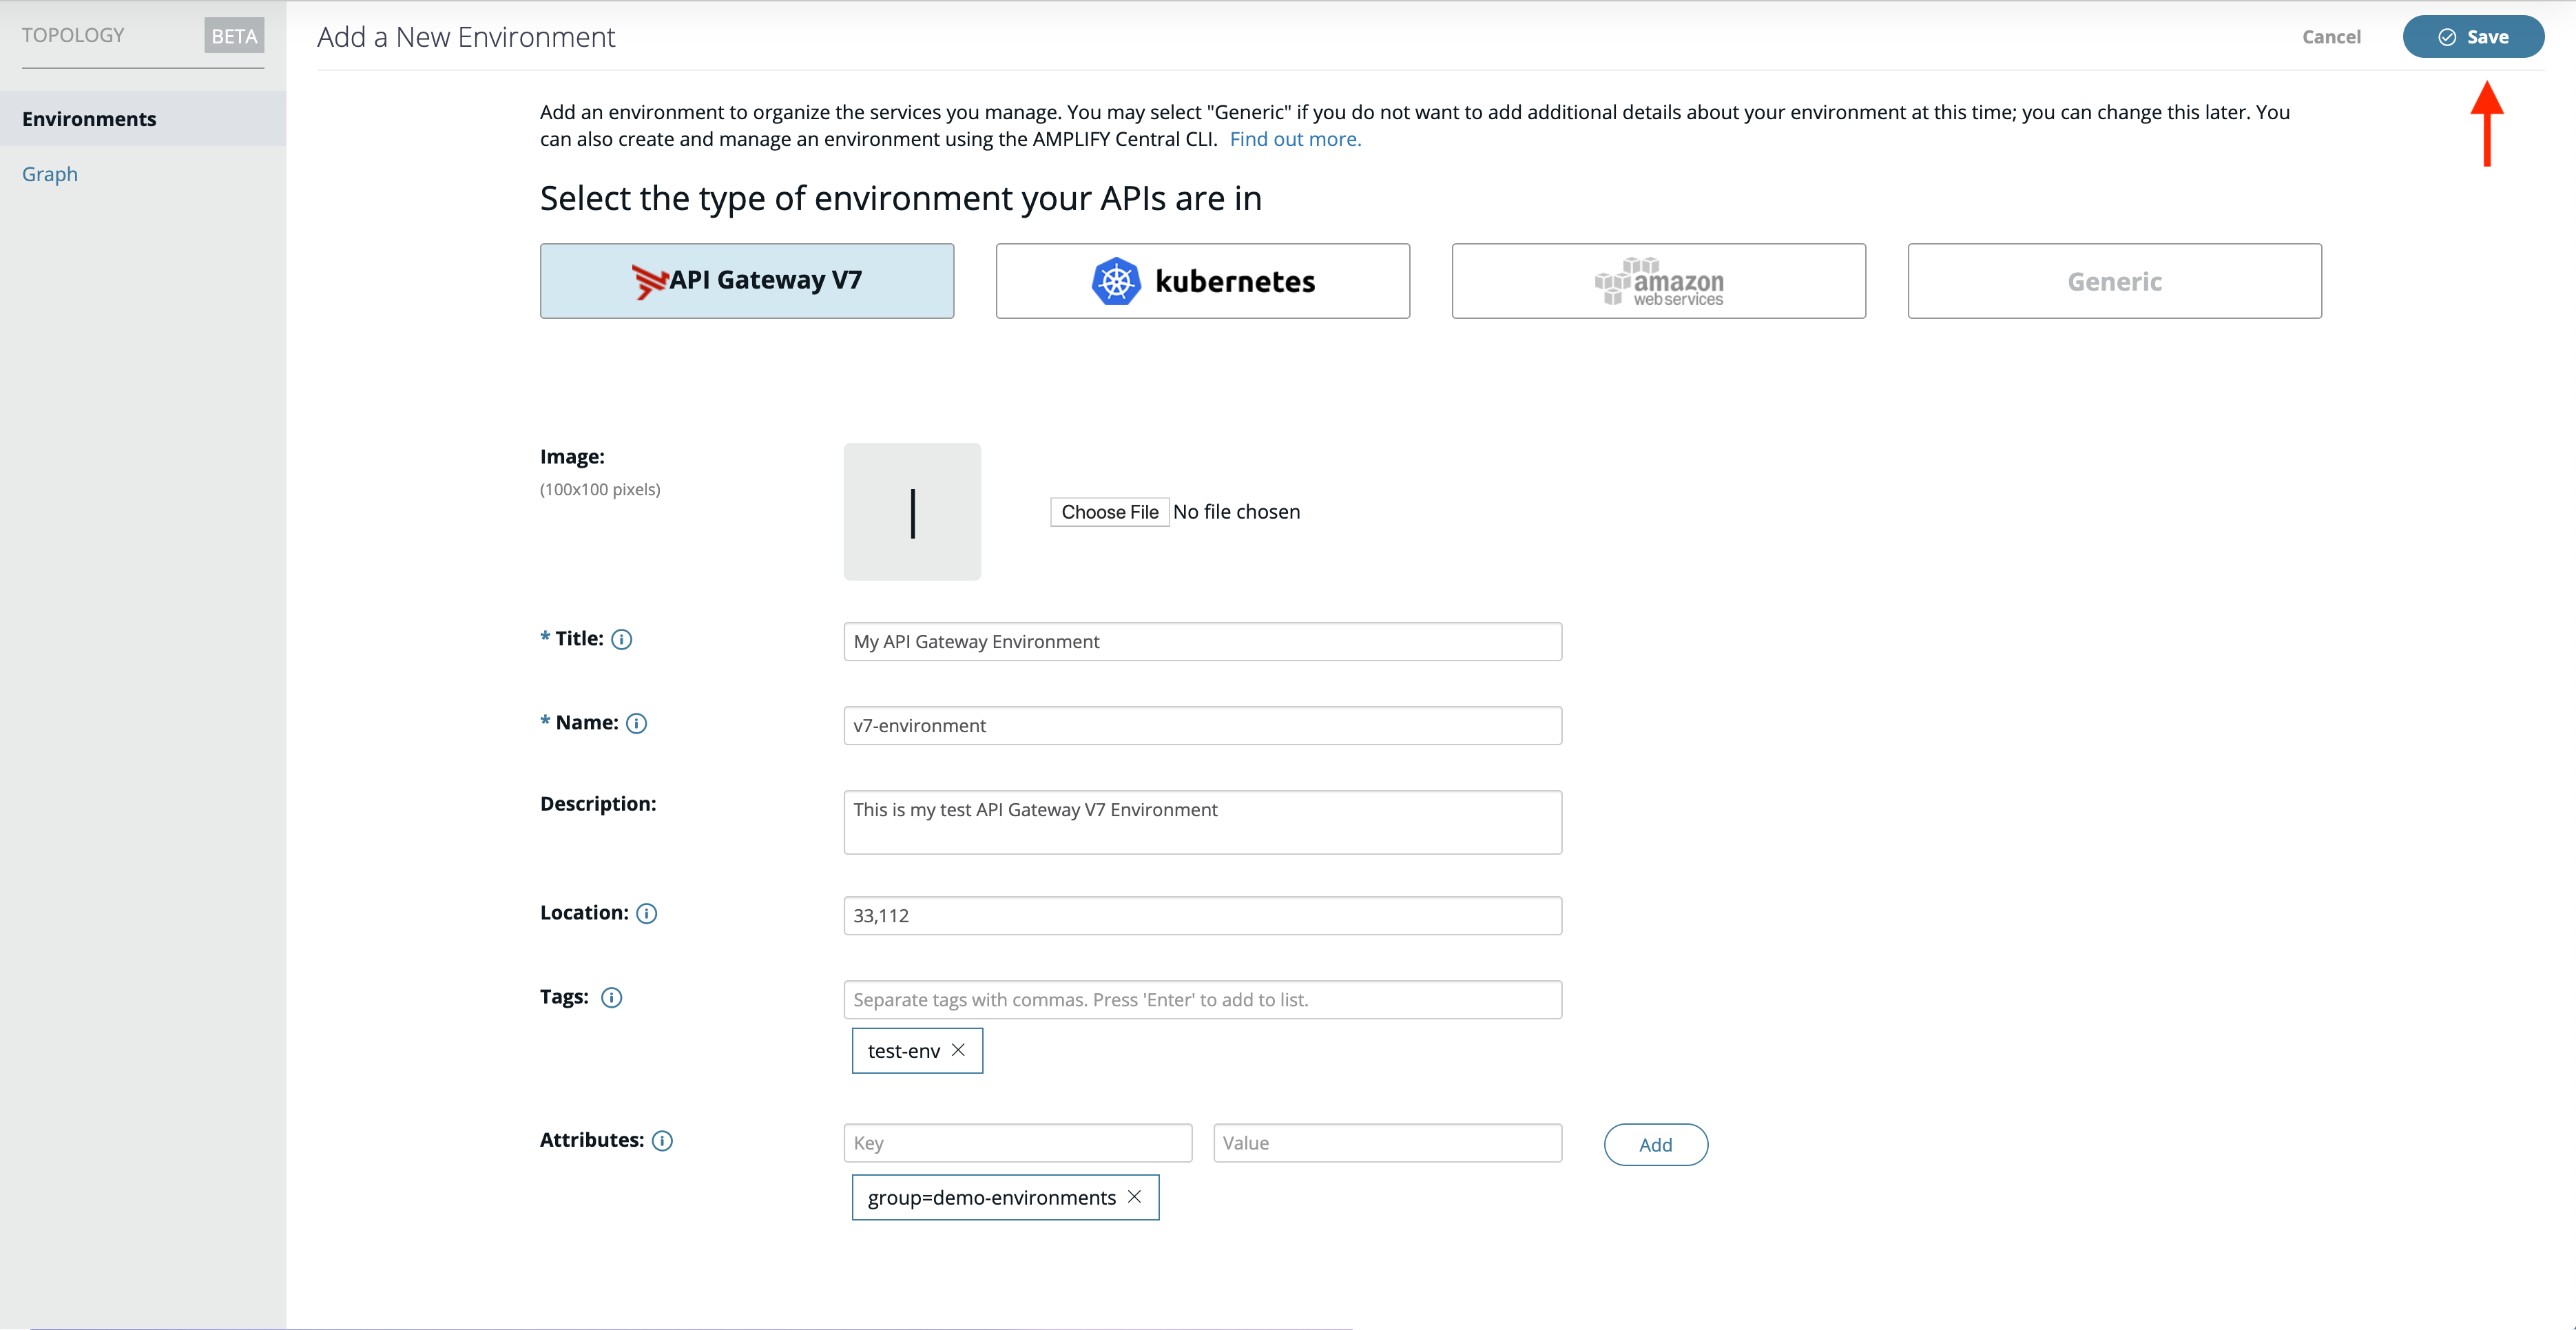 TOPOLOGY BETA
Environments
Graph
Add a New Environment
Cancel
Save
Add an environment to organize the services you manage. You may select "Generic" if you do not want to add additional details about your environment at this time; you can change this later. You
can also create and manage an environment using the AMPLIFY Central CLI. Find out more.
Select the type of environment your APIs are in
API Gateway V7
kubernetes
amazon
web services
Generic
Image:
(100x100 pixels)
Choose File No file chosen
* Title:
My API Gateway Environment
* Name:
v7-environment
Description:
This is my test API Gateway V7 Environment
Location:
33,112
Tags:
Separate tags with commas. Press 'Enter' to add to list.
test-env
Attributes:
Key
Value
Add
group=demo-environments